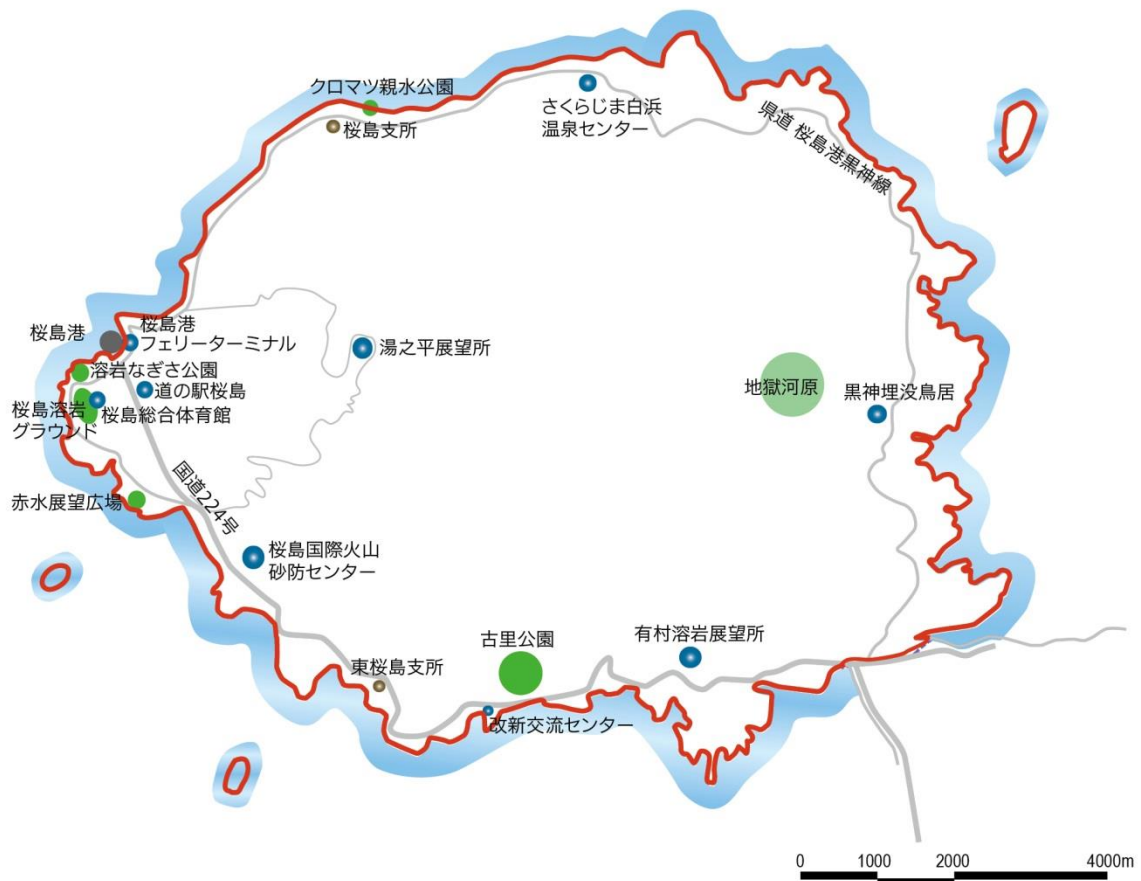 クロマツ親水公園
桜島支所
さくらじま白浜
温泉センター
県道 桜島港黒神線
桜島港
桜島港
フェリーターミナル
湯之平展望所
溶岩なぎさ公園
道の駅桜島
桜島溶岩
グラウンド
桜島総合体育館
地獄河原
黒神埋没鳥居
赤水展望広場
国道224号
桜島国際火山
砂防センター
古里公園
有村溶岩展望所
東桜島支所
改新交流センター
0 1000 2000 4000m